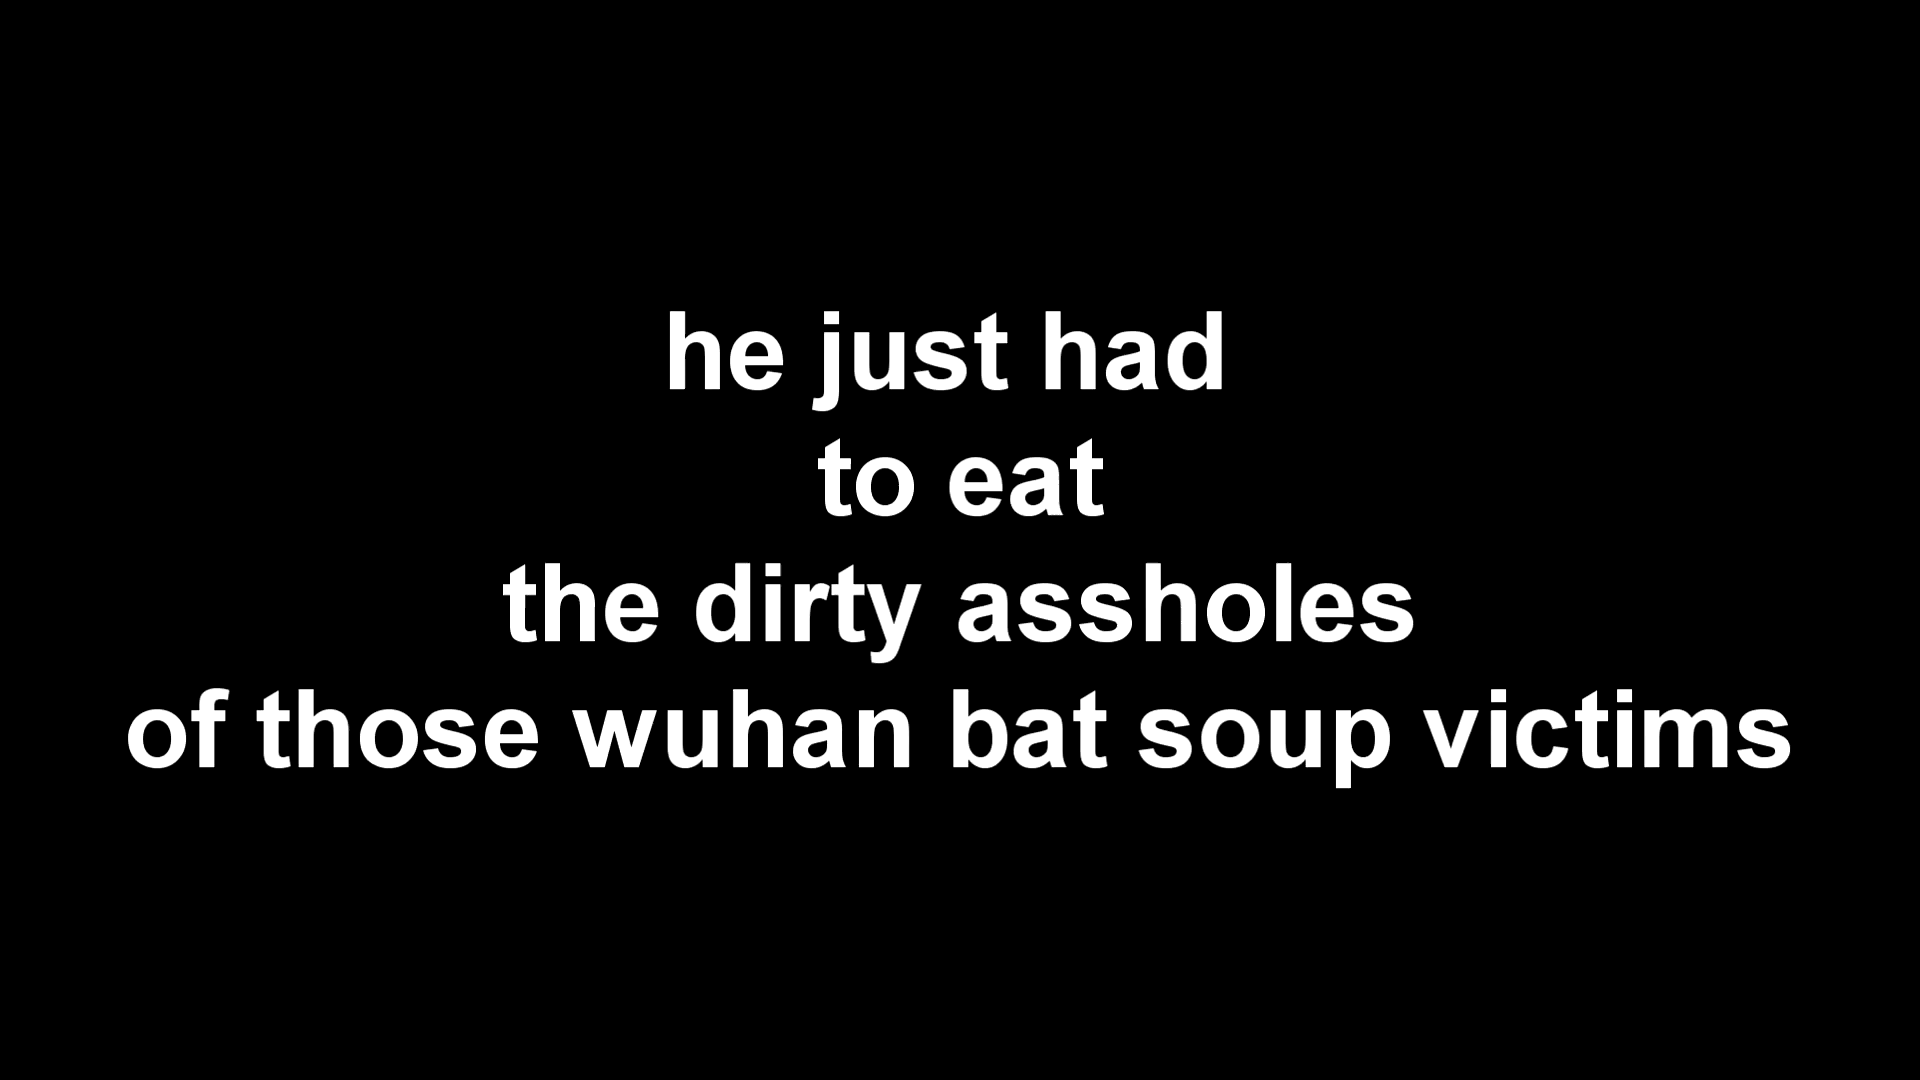 he just had
to eat
the dirty assholes
of those wuhan bat soup victims